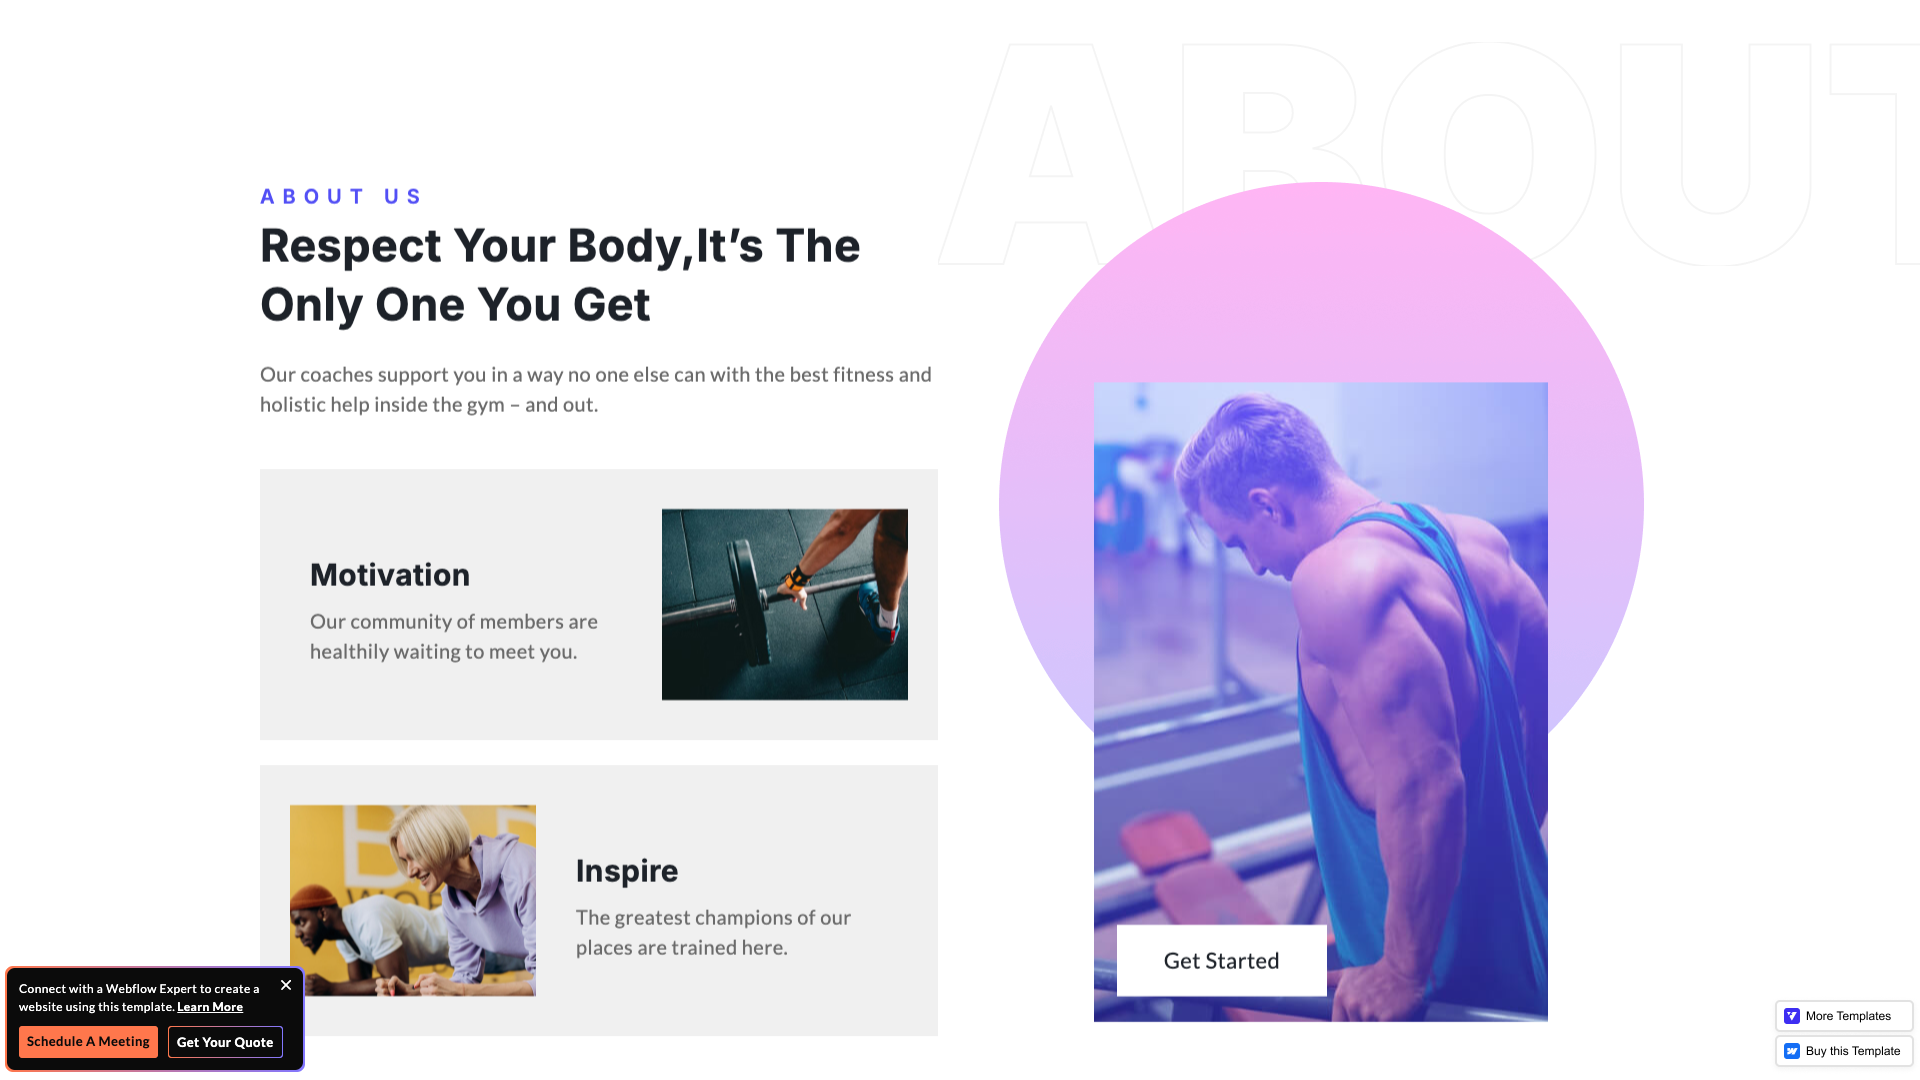 ABOUT
ABOUT US
Respect Your Body,It’s The
Only One You Get
Our coaches support you in a way no one else can with the best fitness and
holistic help inside the gym – and out.
Motivation
Our community of members are
healthily waiting to meet you.
Inspire
The greatest champions of our
places are trained here.
Get Started
Connect with a Webflow Expert to create a
website using this template. Learn More
Schedule A Meeting
Get Your Quote
More Templates
Buy this Template